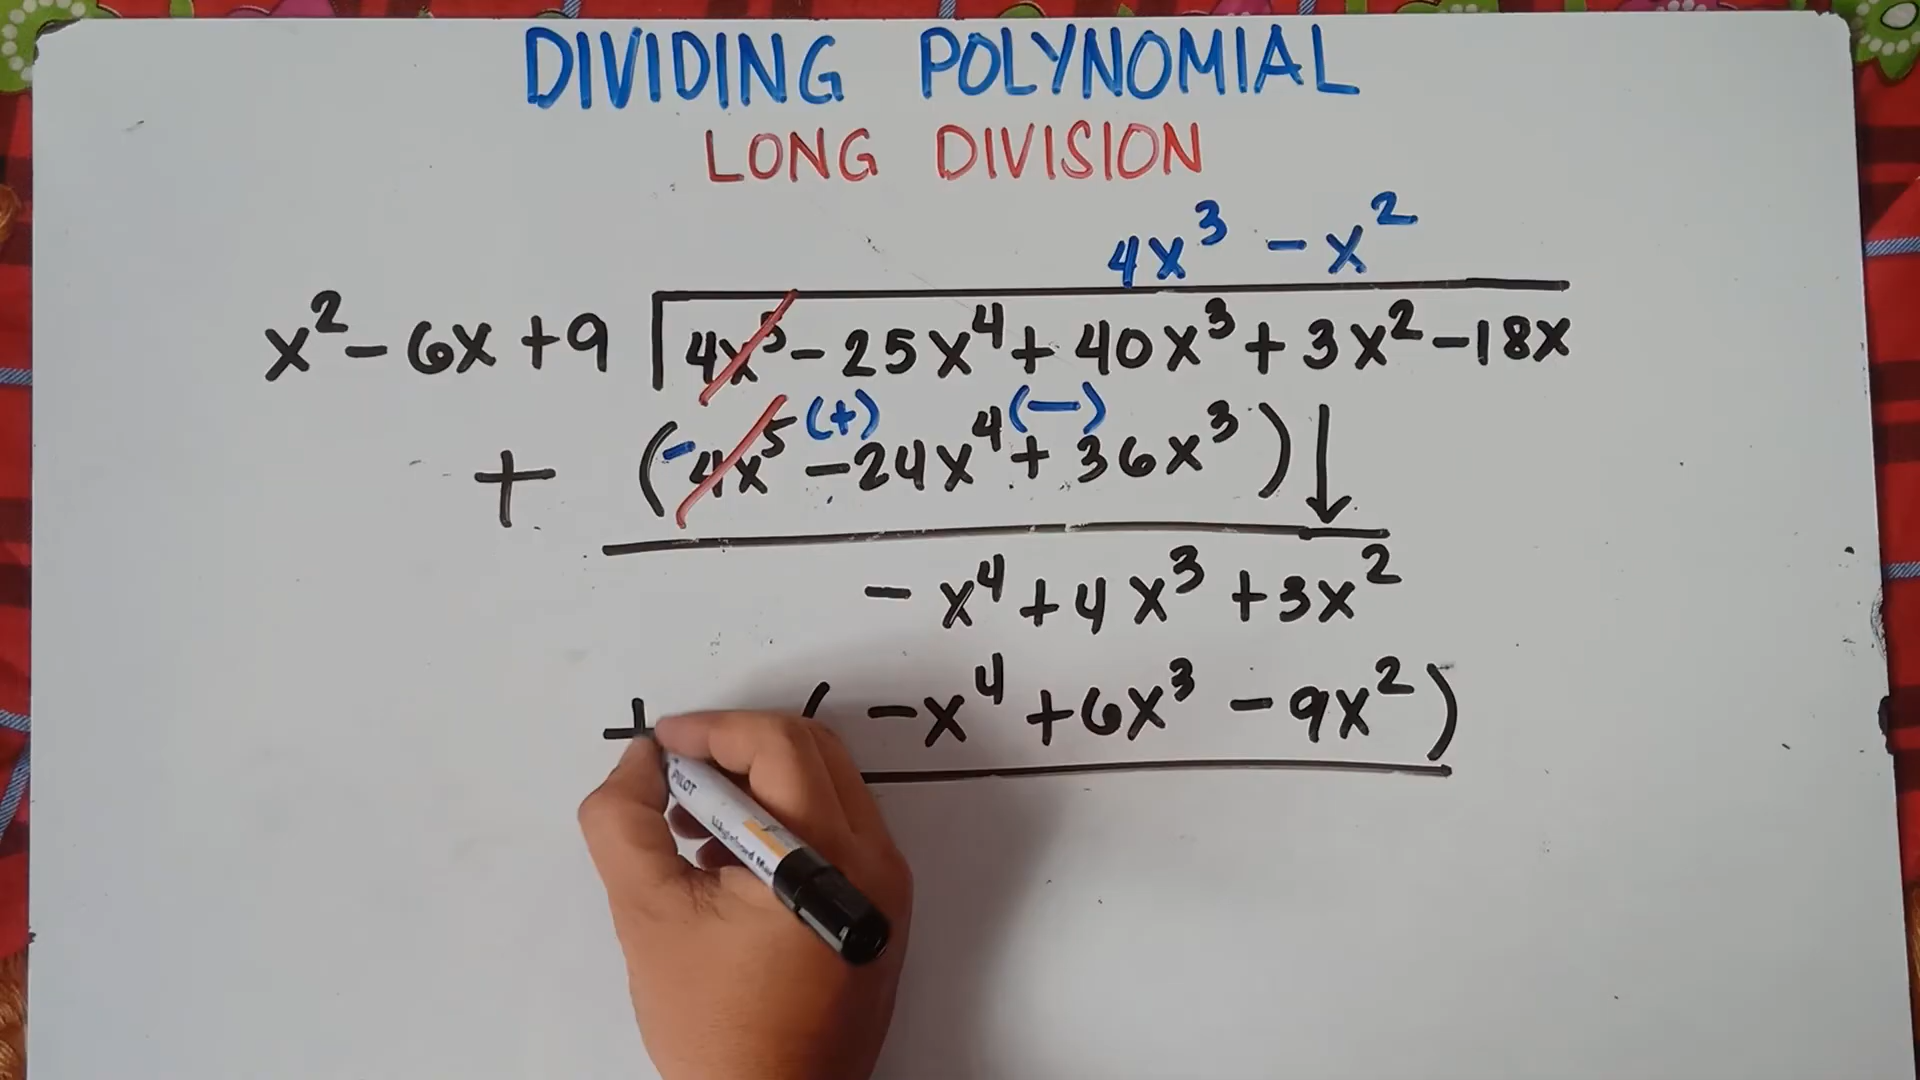 DIVIDING POLYNOMIAL
LONG DIVISION
4x³ - x²
x² - 6x + 9 4x⁵ - 25x⁴ + 40x³ + 3x² - 18x
(+) (-)
+ (-4x⁵ - 24x⁴ + 36x³) ↓
- x⁴ + 4x³ + 3x²
+ (-x⁴ + 6x³ - 9x²)
PILOT